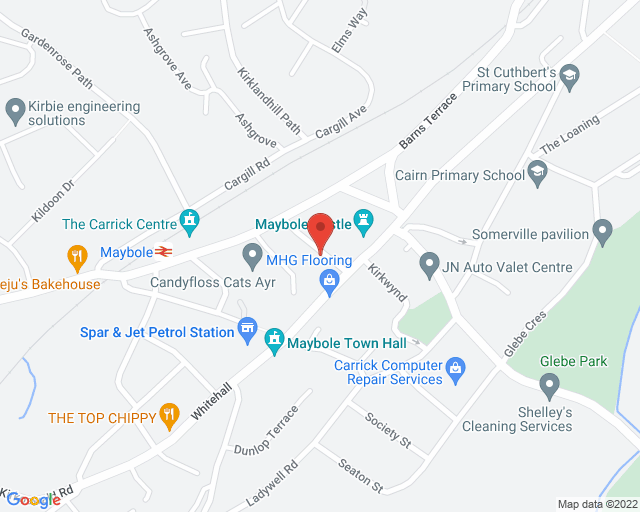 Elms Way
Ashgrove Ave
Gardenrose Path
Kirklandhill Path
St Cuthbert's
Primary School
Kirbie engineering
solutions
Ashgrove
Cargill Ave
Barns Terrace
The Loaning
Cargill Rd
Cairn Primary School
Kildoon Dr
The Carrick Centre
Maybole
stle
Somerville pavilion
Maybole
MHG Flooring
Kirkwynd
JN Auto Valet Centre
eju's Bakehouse
Candyfloss Cats Ayr
Spar & Jet Petrol Station
Maybole Town Hall
Glebe Cres
Glebe Park
Carrick Computer
Repair Services
Whitehall
THE TOP CHIPPY
Shelley's
Cleaning Services
Dunlop Terrace
Society St
Ladywell Rd
Seaton St
Google
Rd
Map data ©2022